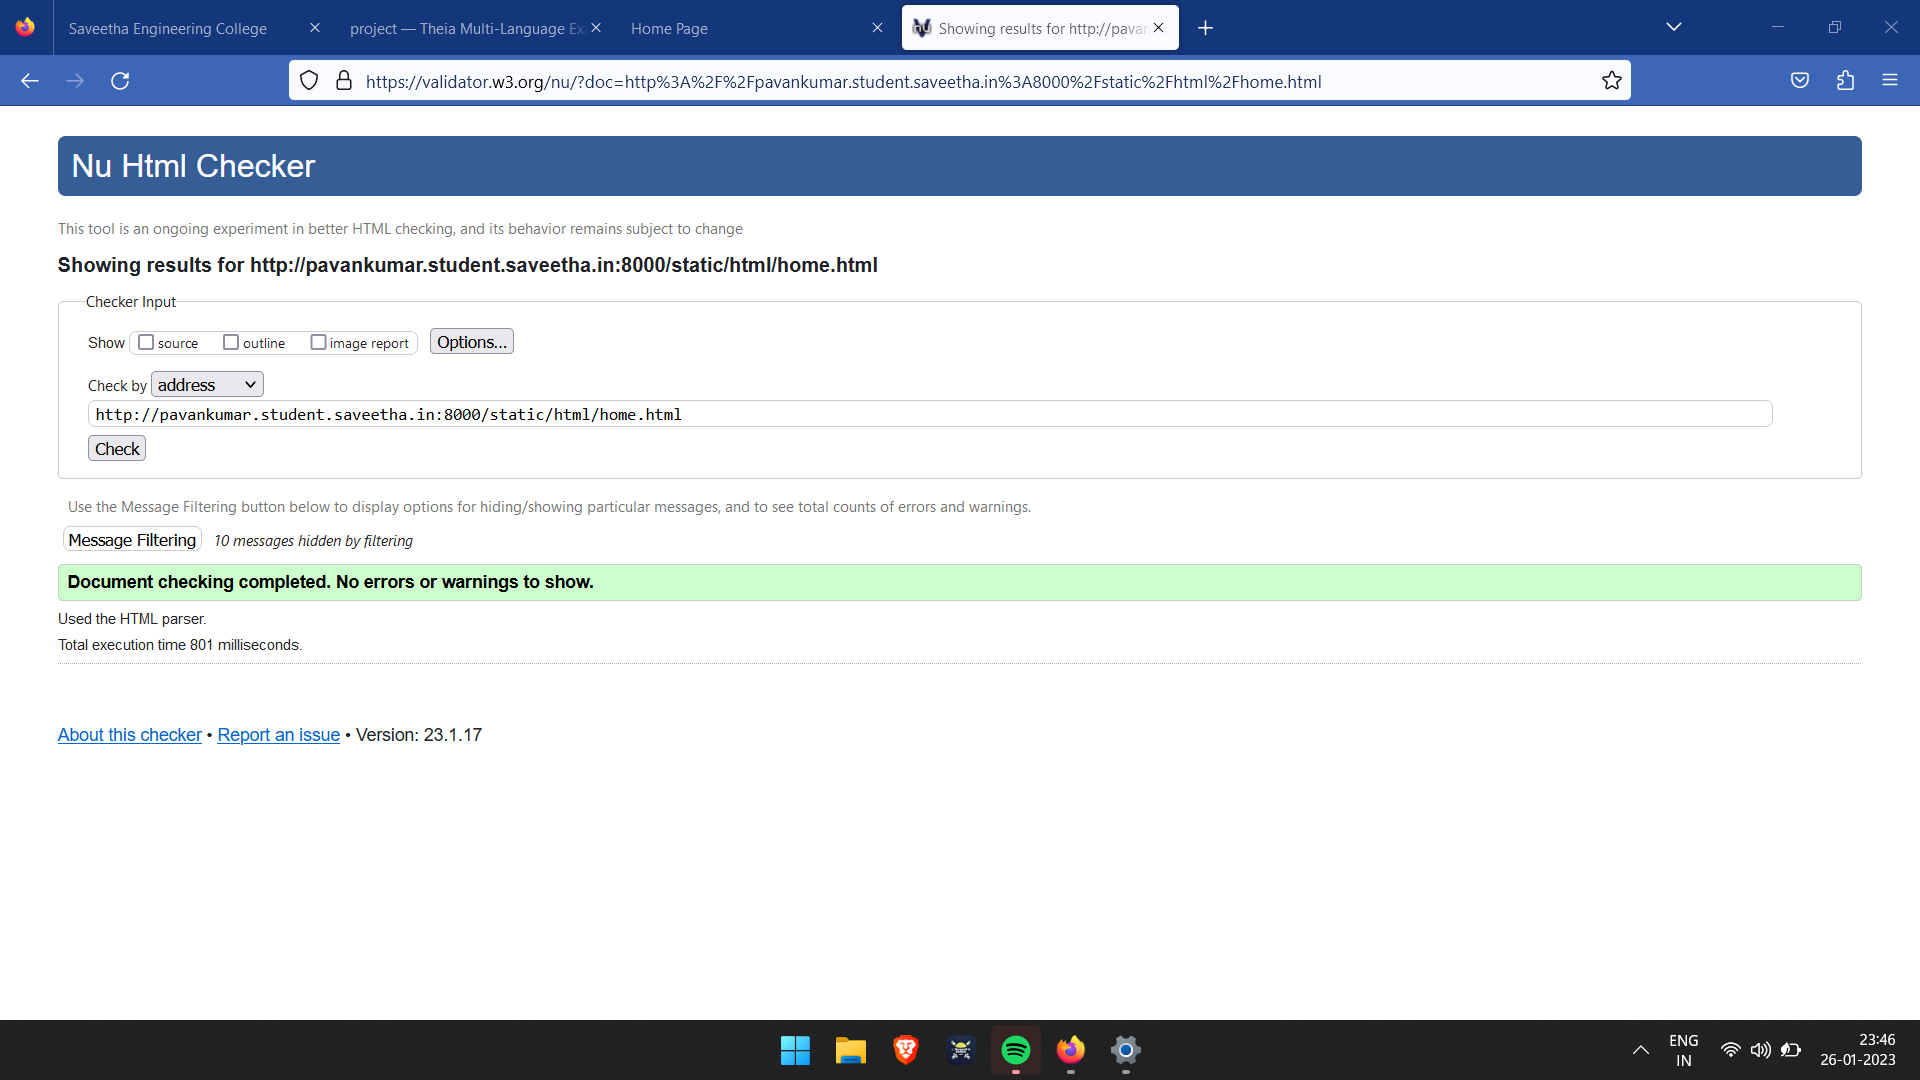 Saveetha Engineering College
project — Theia Multi-Language Ex
Home Page
Showing results for http://pavan
https://validator.w3.org/nu/?doc=http%3A%2F%2Fpavankumar.student.saveetha.in%3A8000%2Fstatic%2Fhtml%2Fhome.html
Nu Html Checker
This tool is an ongoing experiment in better HTML checking, and its behavior remains subject to change
Showing results for http://pavankumar.student.saveetha.in:8000/static/html/home.html
Checker Input
Show source outline image report Options...
Check by address
http://pavankumar.student.saveetha.in:8000/static/html/home.html
Check
Use the Message Filtering button below to display options for hiding/showing particular messages, and to see total counts of errors and warnings.
Message Filtering 10 messages hidden by filtering
Document checking completed. No errors or warnings to show.
Used the HTML parser.
Total execution time 801 milliseconds.
About this checker • Report an issue • Version: 23.1.17
ENG
IN
23:46
26-01-2023